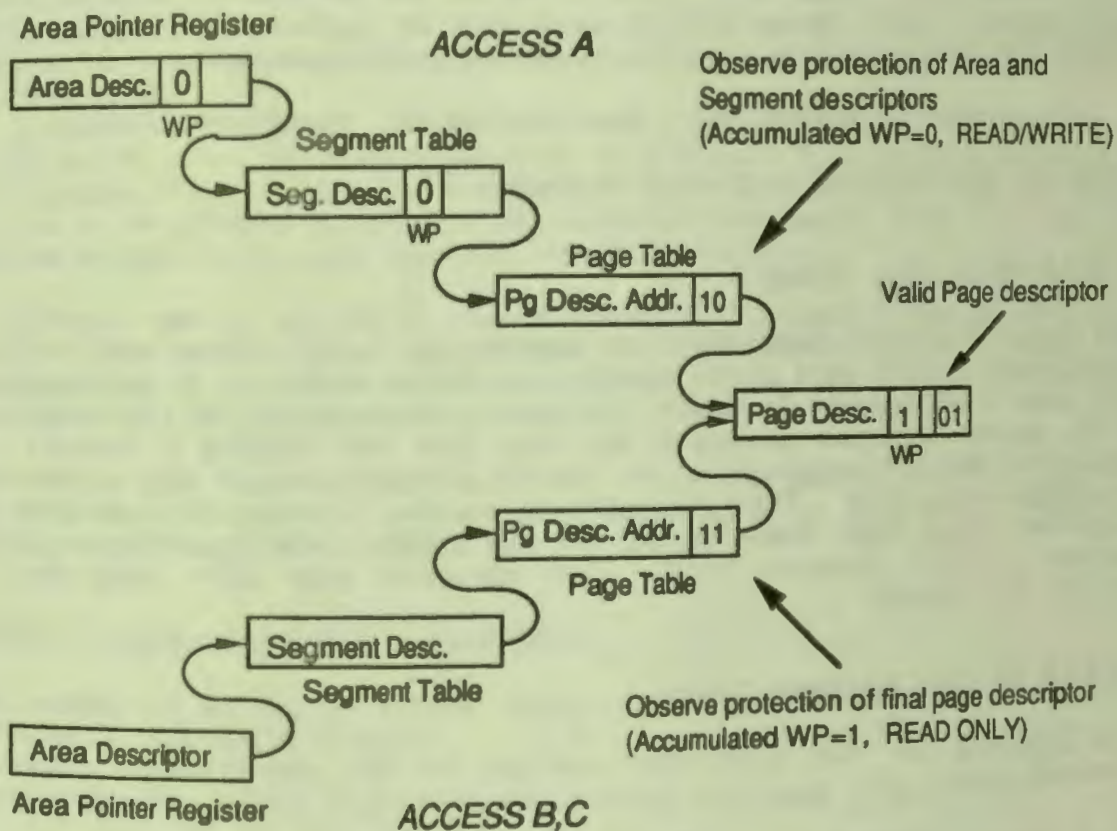 Area Pointer Register
ACCESS A
Area Desc. 0
WP
Observe protection of Area and
Segment descriptors
(Accumulated WP=0, READ/WRITE)
Segment Table
Seg. Desc. 0
WP
Page Table
Pg Desc. Addr. 10
Valid Page descriptor
Page Desc. 1 01
WP
Pg Desc. Addr. 11
Page Table
Segment Desc.
Segment Table
Observe protection of final page descriptor
(Accumulated WP=1, READ ONLY)
Area Descriptor
Area Pointer Register
ACCESS B,C